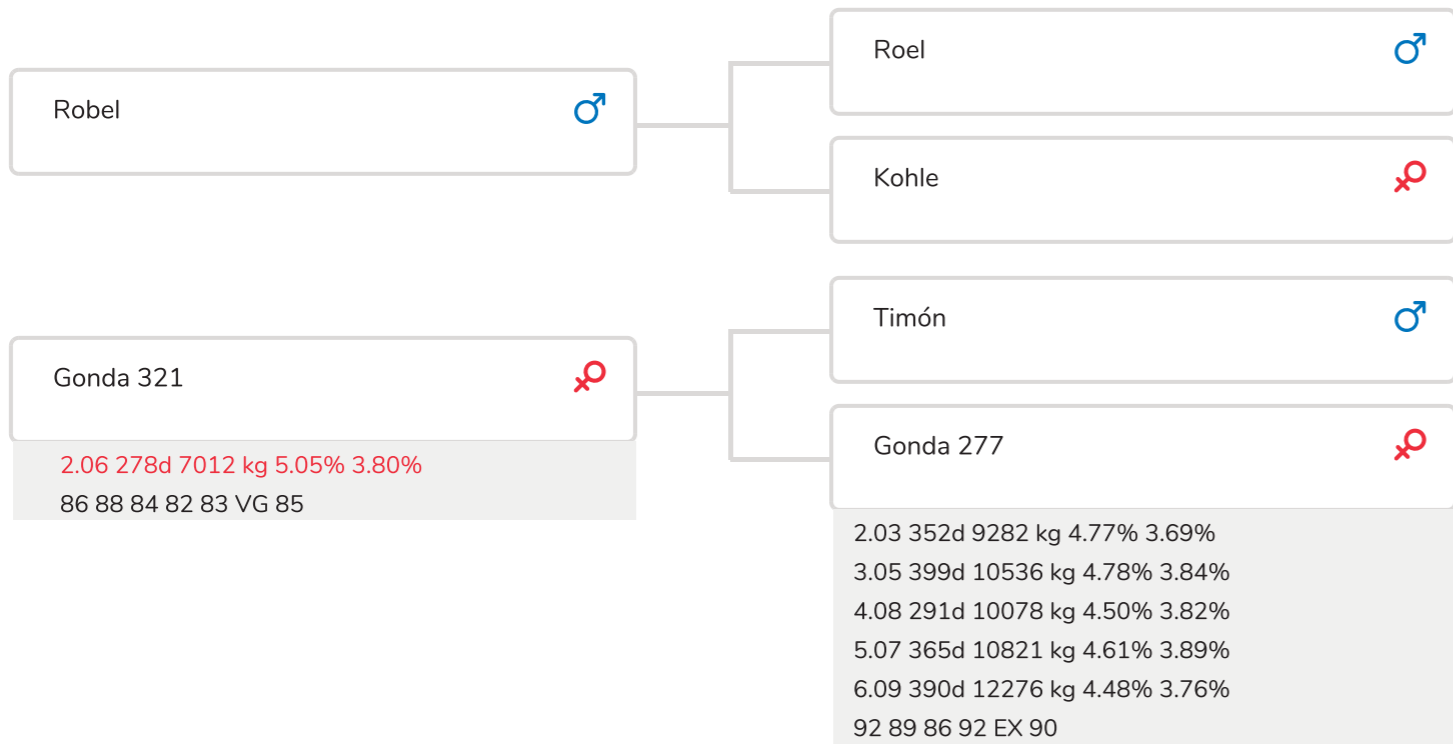 Robel
Roel
Kohle
Gonda 321
2.06 278d 7012 kg 5.05% 3.80%
86 88 84 82 83 VG 85
Timón
Gonda 277
2.03 352d 9282 kg 4.77% 3.69%
3.05 399d 10536 kg 4.78% 3.84%
4.08 291d 10078 kg 4.50% 3.82%
5.07 365d 10821 kg 4.61% 3.89%
6.09 390d 12276 kg 4.48% 3.76%
92 89 86 92 EX 90